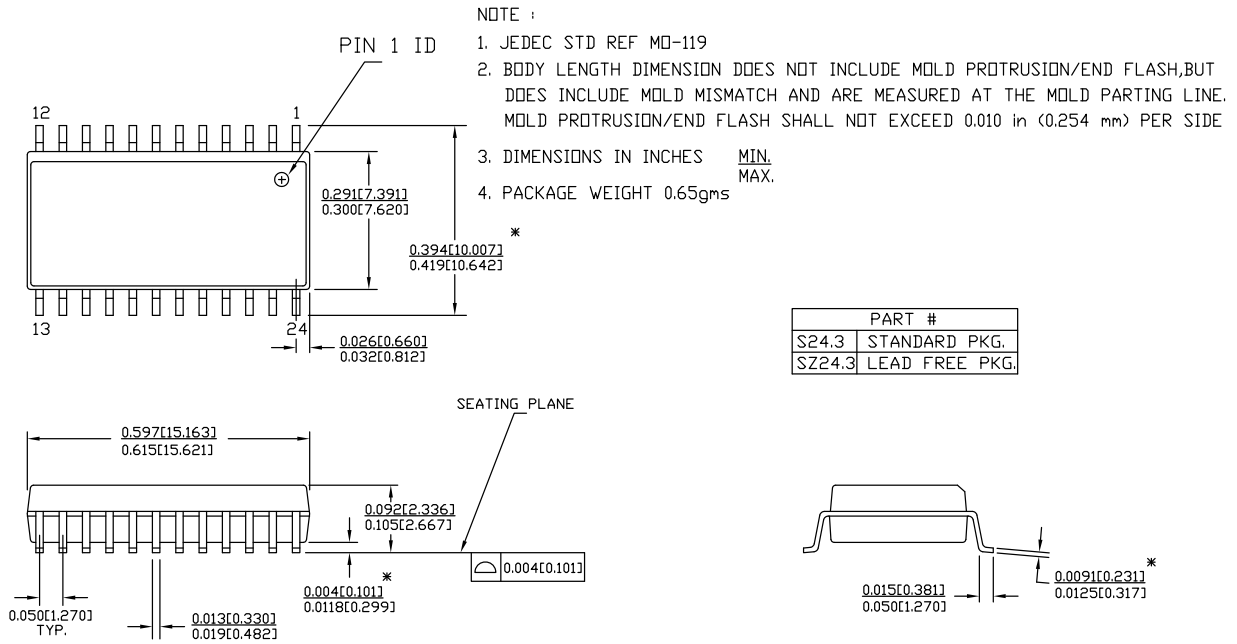 NOTE :
1. JEDEC STD REF MO-119
2. BODY LENGTH DIMENSION DOES NOT INCLUDE MOLD PROTRUSION/END FLASH,BUT
DOES INCLUDE MOLD MISMATCH AND ARE MEASURED AT THE MOLD PARTING LINE.
MOLD PROTRUSION/END FLASH SHALL NOT EXCEED 0.010 in (0.254 mm) PER SIDE
3. DIMENSIONS IN INCHES MIN.
MAX.
4. PACKAGE WEIGHT 0.65gms
PIN 1 ID
12
1
0.291[7.391]
0.300[7.620]
*
0.394[10.007]
0.419[10.642]
13
24
0.026[0.660]
0.032[0.812]
PART #
S24.3 STANDARD PKG.
SZ24.3 LEAD FREE PKG.
SEATING PLANE
0.597[15.163]
0.615[15.621]
0.092[2.336]
0.105[2.667]
0.004[0.101]
*
0.004[0.101]
0.0118[0.299]
0.050[1.270]
TYP.
0.013[0.330]
0.019[0.482]
0.015[0.381]
0.050[1.270]
*
0.0091[0.231]
0.0125[0.317]